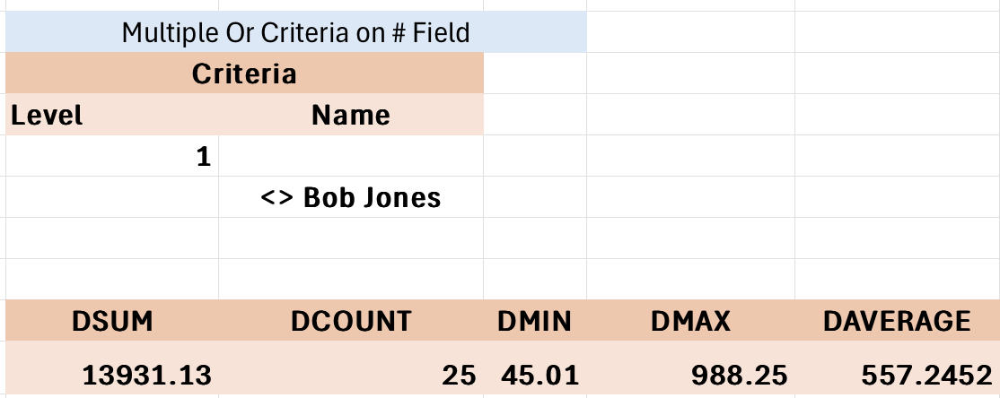 Multiple Or Criteria on # Field
Criteria
Level Name
1
<> Bob Jones
DSUM DCOUNT DMIN DMAX DAVERAGE
13931.13 25 45.01 988.25 557.2452